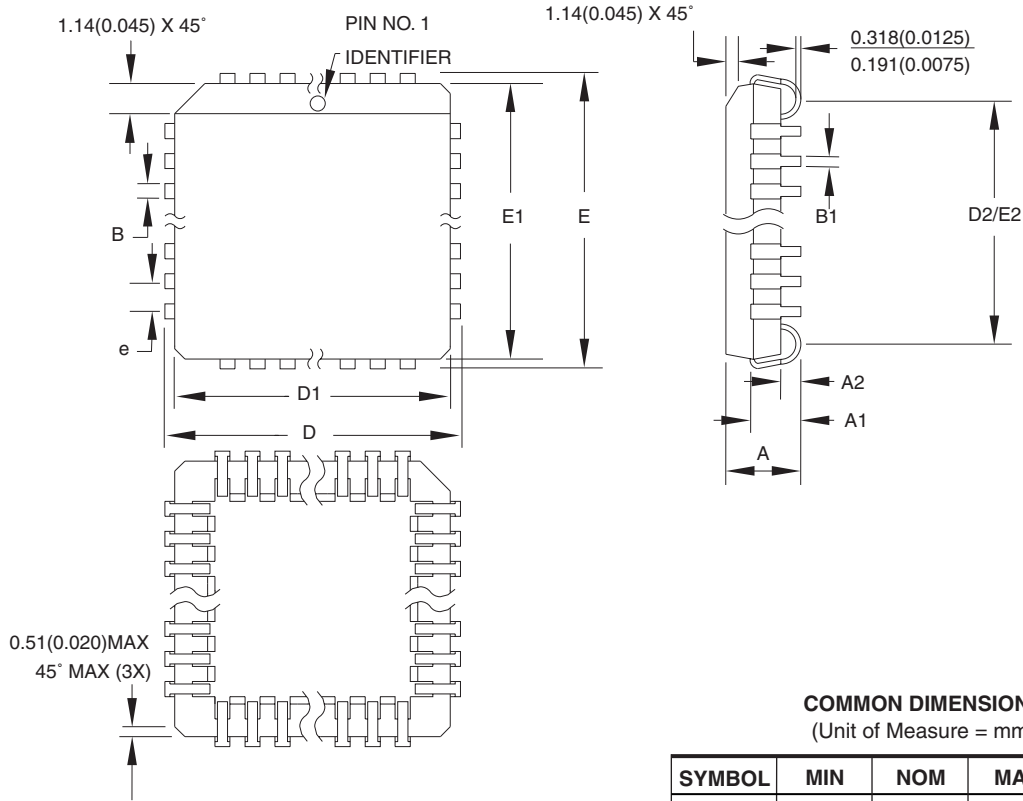 1.14(0.045) X 45˚
PIN NO. 1
IDENTIFIER
1.14(0.045) X 45˚
0.318(0.0125)
0.191(0.0075)
E1
E
B
e
B1
D2/E2
D1
D
A2
A1
A
0.51(0.020)MAX
45˚ MAX (3X)
COMMON DIMENSION
(Unit of Measure = mm
SYMBOL MIN NOM MA